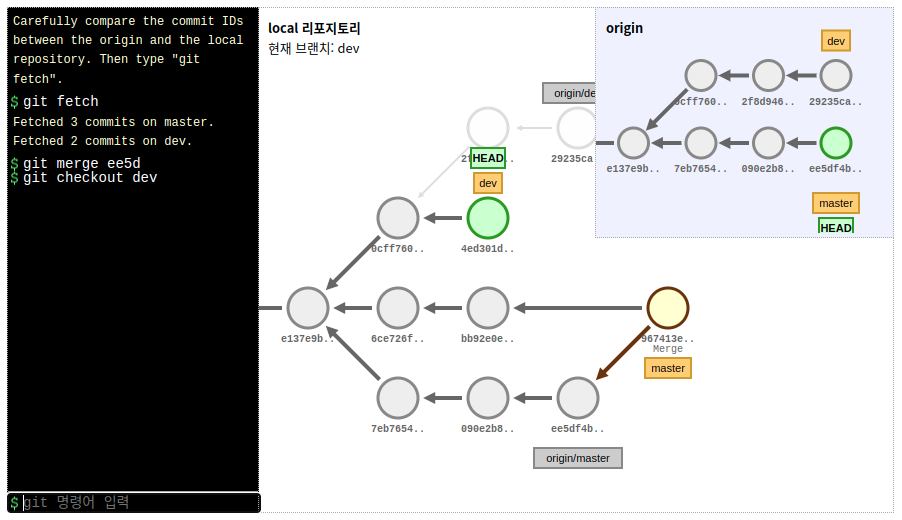 Carefully compare the commit IDs
between the origin and the local
repository. Then type "git
fetch".
$ git fetch
Fetched 3 commits on master.
Fetched 2 commits on dev.
$ git merge ee5d
$ git checkout dev
$ git 명령어 입력
local 리포지토리
현재 브랜치: dev
origin/de
29235ca
HEAD
dev
0cff760..
4ed301d..
e137e9b..
6ce726f..
bb92e0e..
967413e..
Merge
master
7eb7654..
090e2b8..
ee5df4b..
origin/master
origin
dev
0cff760..
2f8d946..
29235ca..
e137e9b..
7eb7654..
090e2b8..
ee5df4b..
master
HEAD